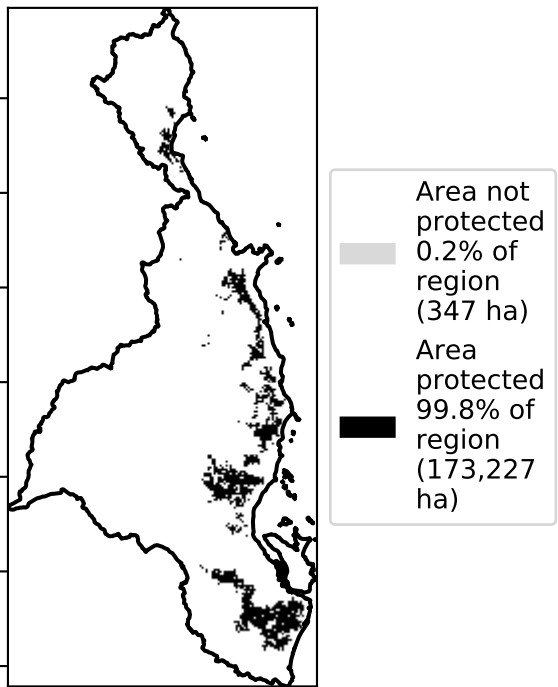 Area not
protected
0.2% of
region
(347 ha)
Area
protected
99.8% of
region
(173,227
ha)